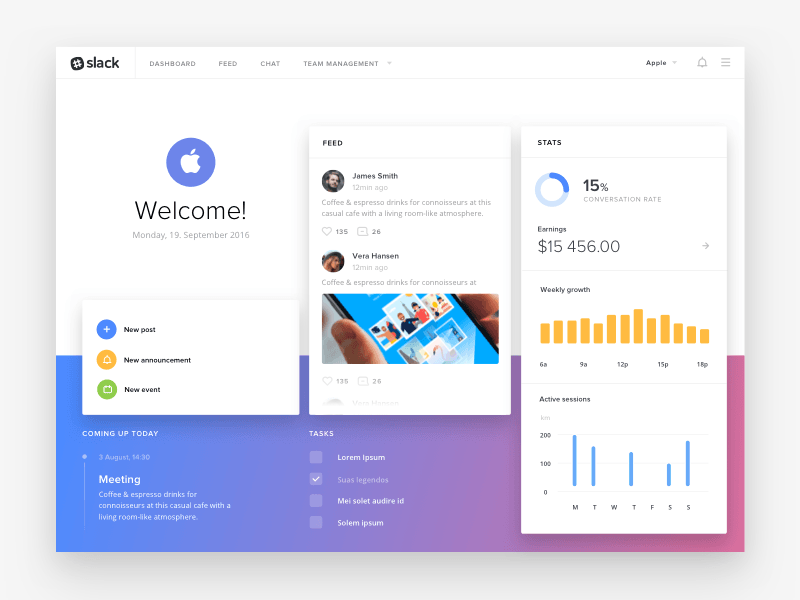 slack
DASHBOARD
FEED
CHAT
TEAM MANAGEMENT
Apple
Welcome!
Monday, 19. September 2016
New post
New announcement
New event
COMING UP TODAY
3 August, 14:30
Meeting
Coffee & espresso drinks for
connoisseurs at this casual cafe with a
living room-like atmosphere.
FEED
James Smith
12min ago
Coffee & espresso drinks for connoisseurs at this
casual cafe with a living room-like atmosphere.
135
26
Vera Hansen
12min ago
Coffee & espresso drinks for connoisseurs at
135
26
Vera Hansen
TASKS
Lorem Ipsum
Suas legendos
Mei solet audire id
Solem ipsum
STATS
15%
CONVERSATION RATE
Earnings
$15 456.00
Weekly growth
6a 9a 12p 15p 18p
Active sessions
km
200
100
0
M T W T F S S